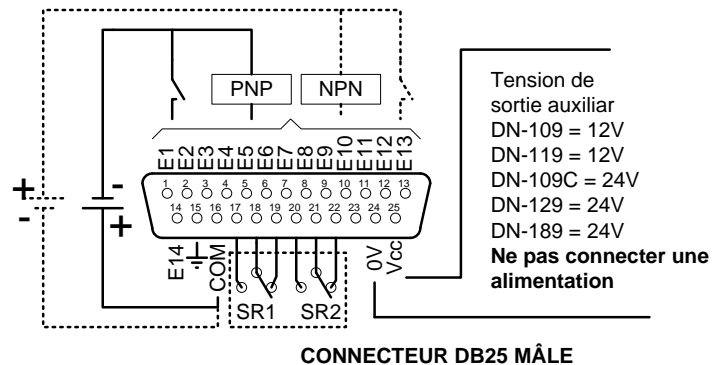 PNP NPN
E1 E2 E3 E4 E5 E6 E7 E8 E9 E10 E11 E12 E13
1 2 3 4 5 6 7 8 9 10 11 12 13
14 15 16 17 18 19 20 21 22 23 24 25
+
-
-
+
E14 COM 0V Vcc
SR1 SR2
Tension de
sortie auxiliar
DN-109 = 12V
DN-119 = 12V
DN-109C = 24V
DN-129 = 24V
DN-189 = 24V
Ne pas connecter une
alimentation
CONNECTEUR DB25 MÂLE